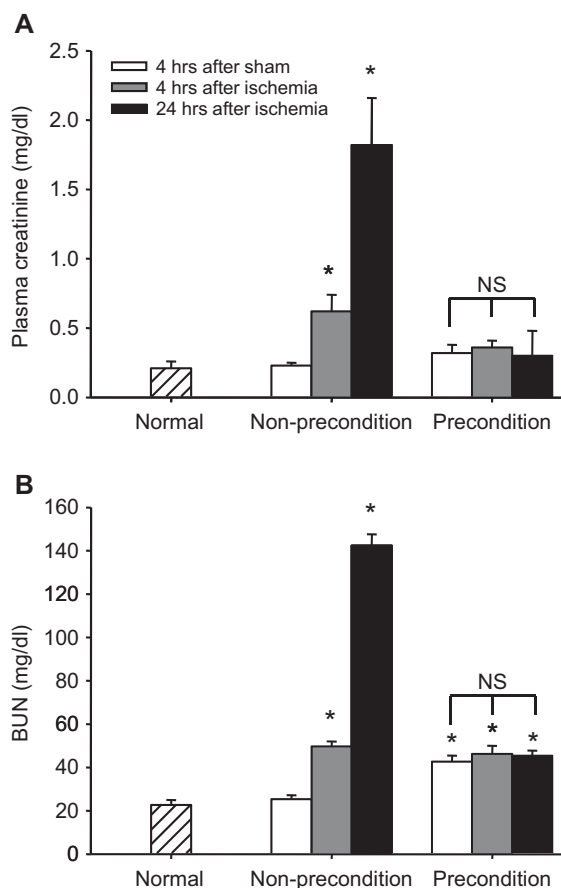 A
Plasma creatinine (mg/dl)
2.5
2.0
1.5
1.0
0.5
0.0
4 hrs after sham
4 hrs after ischemia
24 hrs after ischemia
*
*
NS
Normal
Non-precondition
Precondition
B
BUN (mg/dl)
160
140
120
100
80
60
40
20
0
*
*
NS
* * *
Normal
Non-precondition
Precondition